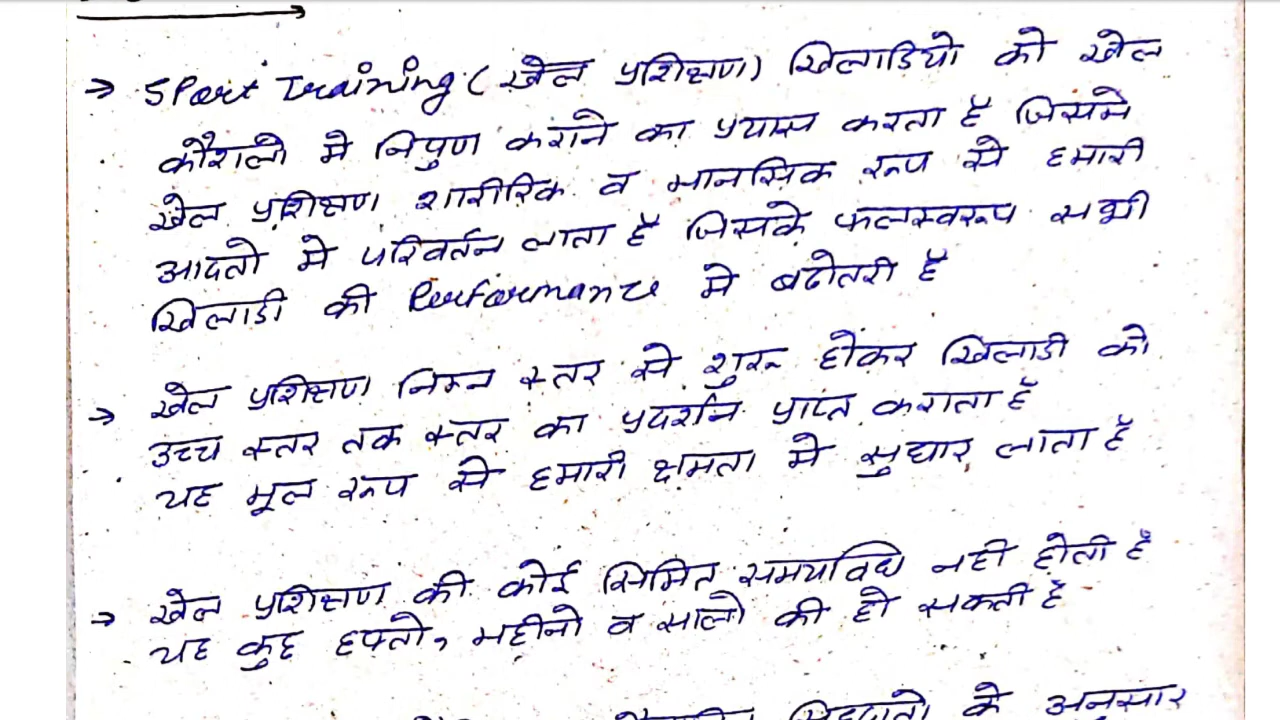 → Sport Training (खेल प्रशिक्षण) खिलाडियो को खेल
कौशलो मे निपुण कराने का प्रयास करता है जिसमे
खेल प्रशिक्षण शारीरिक व मानसिक रूप से हमारी
आदतो मे परिवर्तन लाता है जिसके फलस्वरूप सभी
खिलाडी की Performance मे बढोतरी है
→ खेल प्रशिक्षण निम्न स्तर से शुरू होकर खिलाडी को
उच्च स्तर तक स्तर का प्रदर्शन प्राप्त कराता है
यह मूल रूप से हमारी क्षमता मे सुधार लाता है
→ खेल प्रशिक्षण की कोई सिमित समयावधि नही होती है
यह कुछ हफ्तो, महीनो व सालो की हो सकती है
के अनुसार